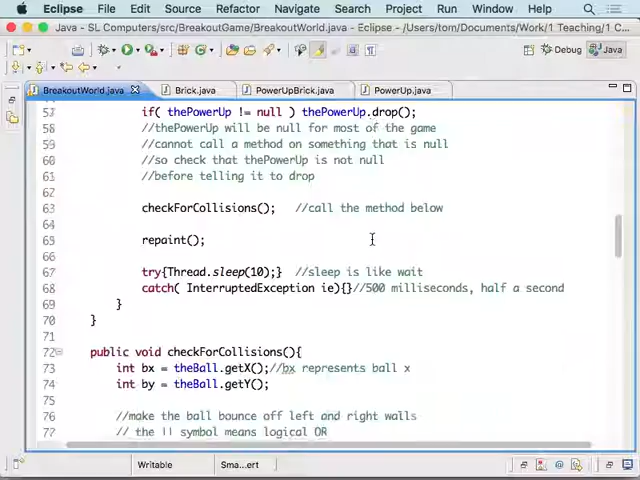 Eclipse File Edit Source Refactor Navigate Search Project Run Window Help
Java - SL Computers/src/BreakoutGame/BreakoutWorld.java - Eclipse - /Users/tom/Documents/Work/1 Teaching/1 Cours
Debug Java
BreakoutWorld.java Brick.java PowerUpBrick.java PowerUp.java
57 if( thePowerUp != null ) thePowerUp.drop();
58 //thePowerUp will be null for most of the game
59 //cannot call a method on something that is null
60 //so check that thePowerUp is not null
61 //before telling it to drop
62
63 checkForCollisions(); //call the method below
64
65 repaint();
66
67 try{Thread.sleep(10);} //sleep is like wait
68 catch( InterruptedException ie){}//500 milliseconds, half a second
69 }
70 }
71
72 public void checkForCollisions(){
73 int bx = theBall.getX();//bx represents ball x
74 int by = theBall.getY();
75
76 //make the ball bounce off left and right walls
77 // the || symbol means logical OR
Writable Sma...ert